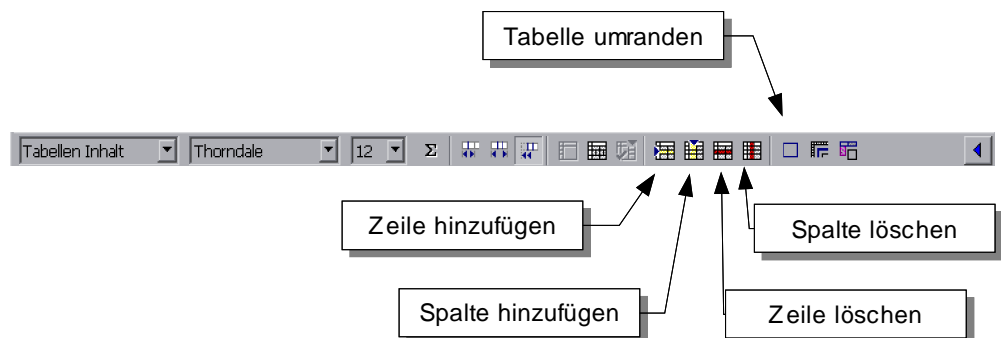 Tabelle umranden
Tabellen Inhalt
Thorndale
12
Σ
Zeile hinzufügen
Spalte löschen
Spalte hinzufügen
Zeile löschen